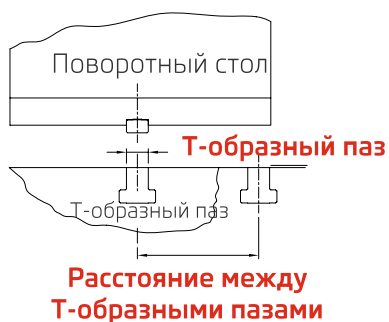 Поворотный стол
Т-образный паз
Т-образный паз
Расстояние между
Т-образными пазами